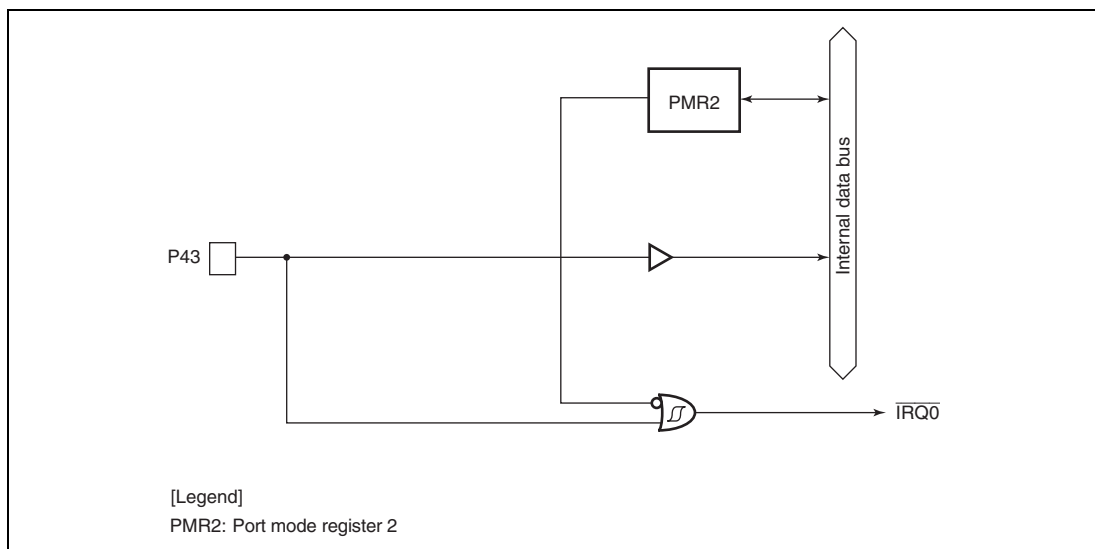 PMR2
Internal data bus
P43
IRQ0
[Legend]
PMR2: Port mode register 2